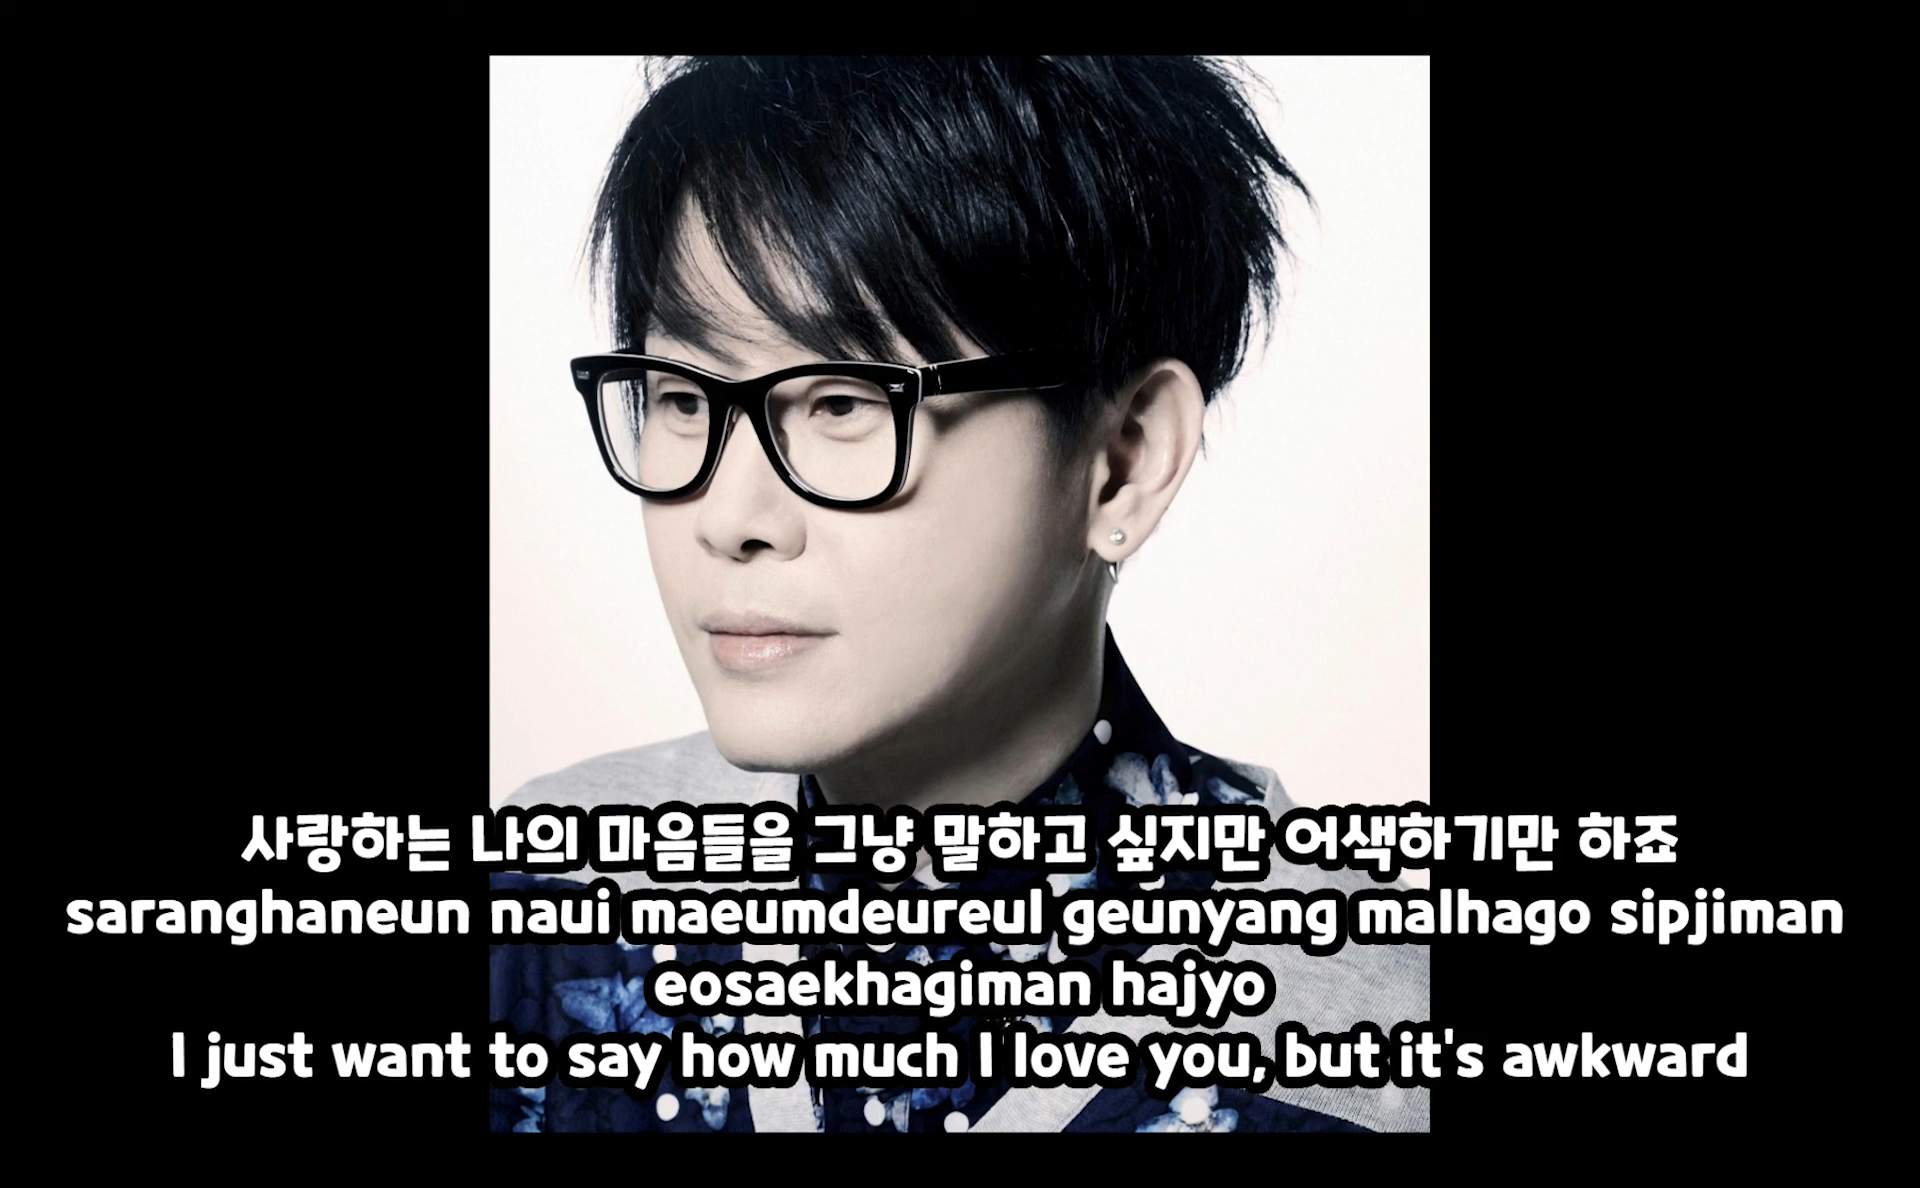 사랑하는 나의 마음들을 그냥 말하고 싶지만 어색하기만 하죠
saranghaneun naui maeumdeureul geunyang malhago sipjiman
eosaekhagiman hajyo
I just want to say how much I love you, but it's awkward